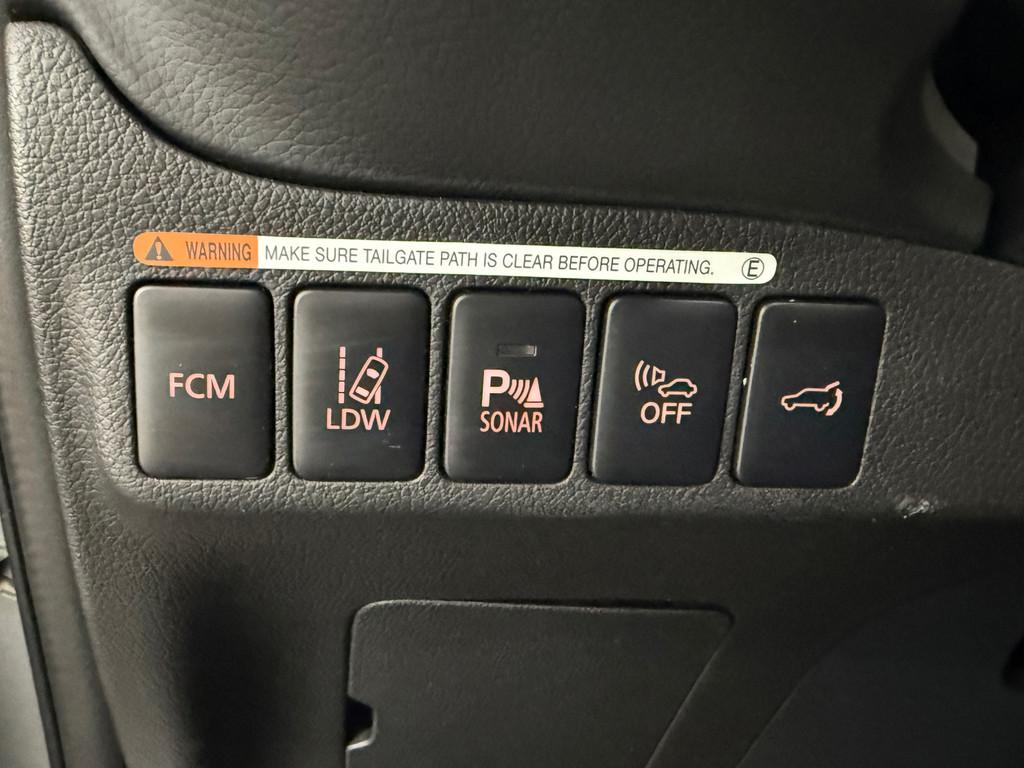 WARNING MAKE SURE TAILGATE PATH IS CLEAR BEFORE OPERATING. Ⓔ
FCM
LDW
P
SONAR
OFF